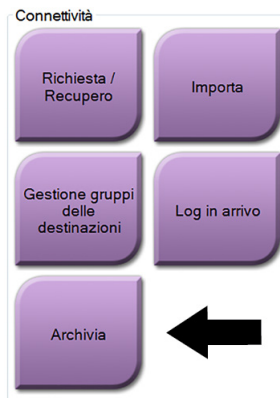 Connettività
Richiesta /
Recupero
Importa
Gestione gruppi
delle
destinazioni
Log in arrivo
Archivia